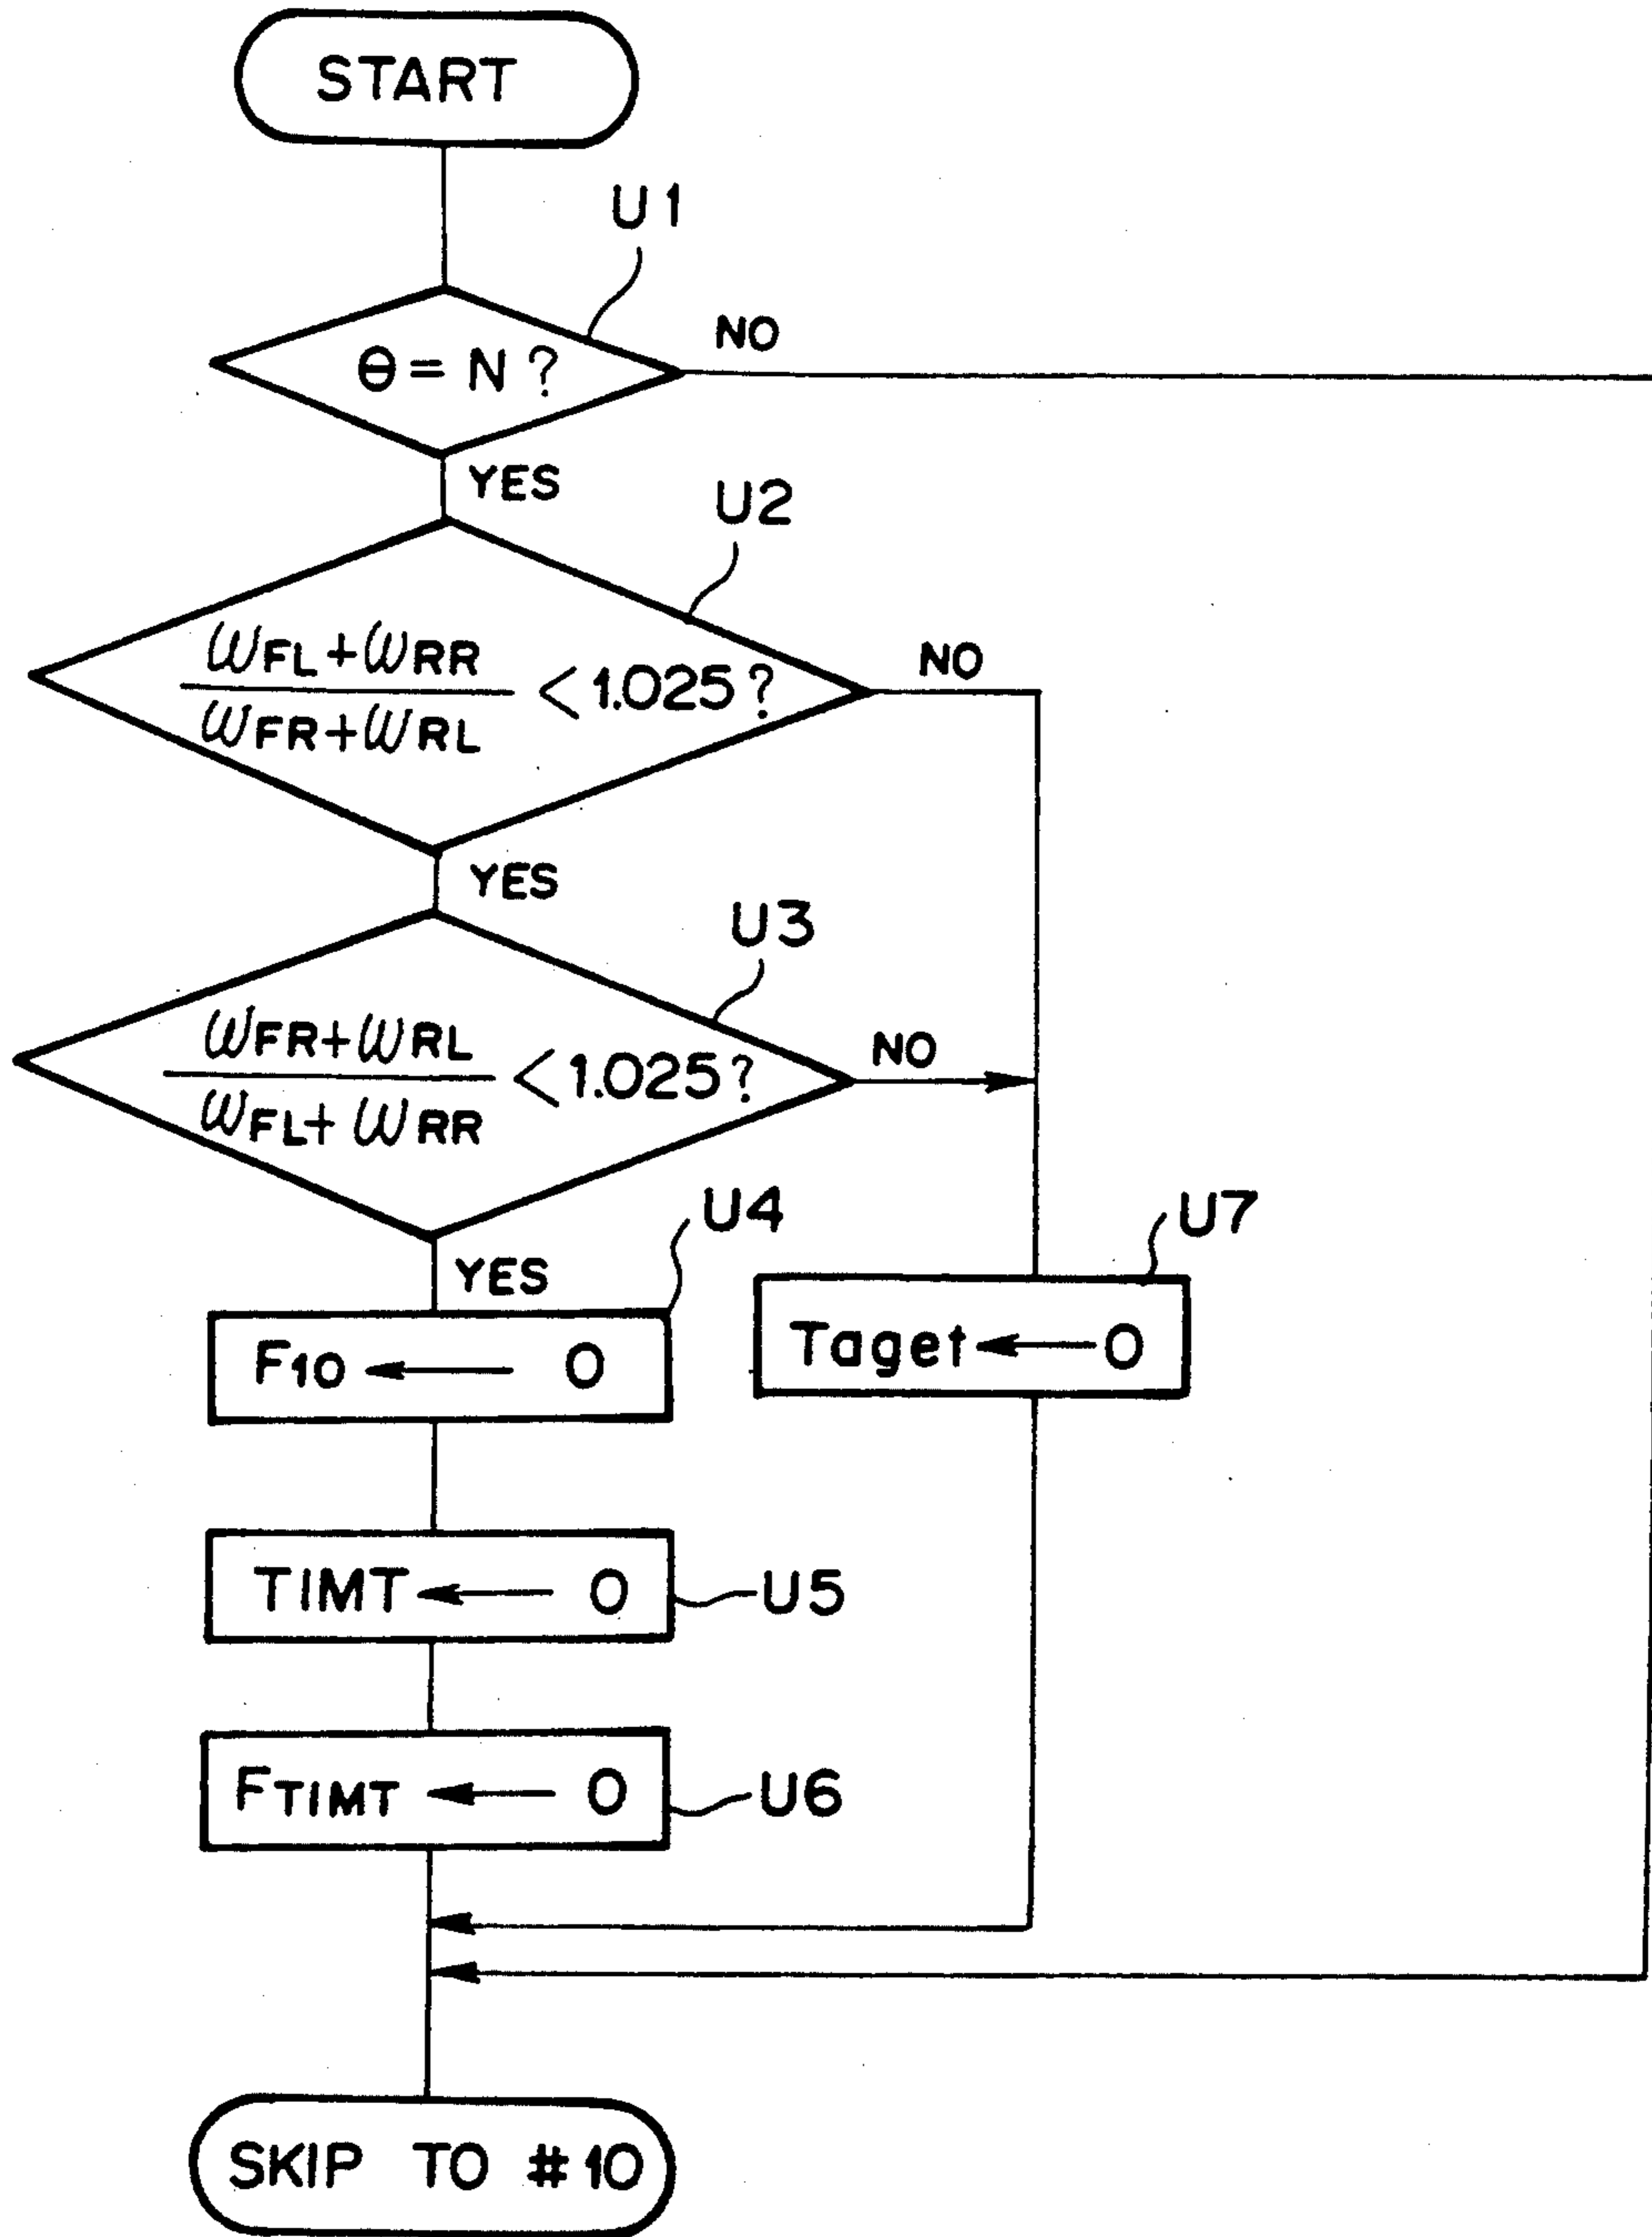 START
U1
Θ = N ?
NO
YES
U2
ωFL+ωRR
ωFR+ωRL
< 1.025 ?
NO
YES
U3
ωFR+ωRL
ωFL+ωRR
< 1.025 ?
NO
YES
U4
F10 ← 0
U7
Taget ← 0
TIMT ← 0
U5
FTIMT ← 0
U6
SKIP TO #10